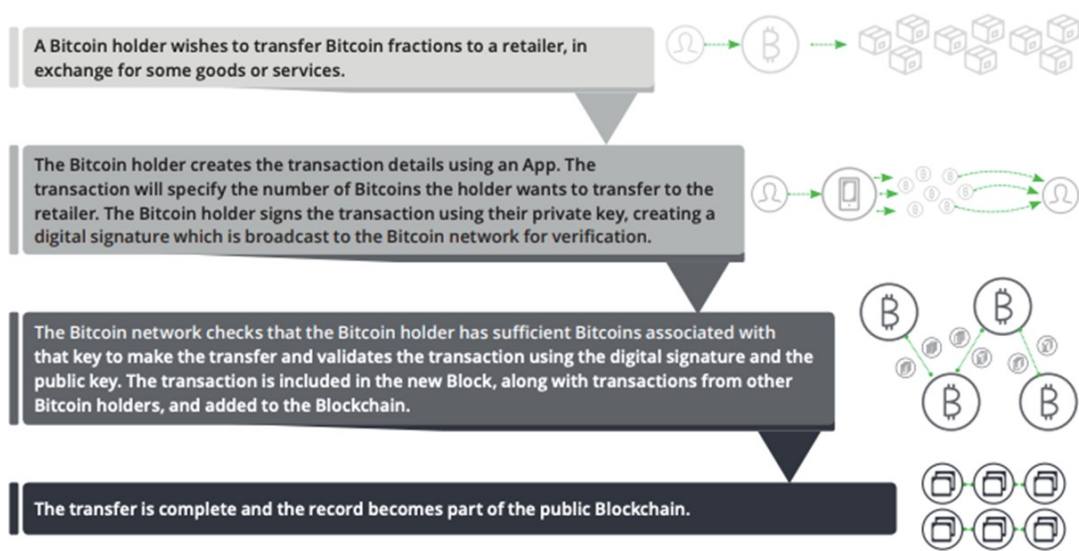 A Bitcoin holder wishes to transfer Bitcoin fractions to a retailer, in
exchange for some goods or services.
The Bitcoin holder creates the transaction details using an App. The
transaction will specify the number of Bitcoins the holder wants to transfer to the
retailer. The Bitcoin holder signs the transaction using their private key, creating a
digital signature which is broadcast to the Bitcoin network for verification.
The Bitcoin network checks that the Bitcoin holder has sufficient Bitcoins associated with
that key to make the transfer and validates the transaction using the digital signature and the
public key. The transaction is included in the new Block, along with transactions from other
Bitcoin holders, and added to the Blockchain.
The transfer is complete and the record becomes part of the public Blockchain.